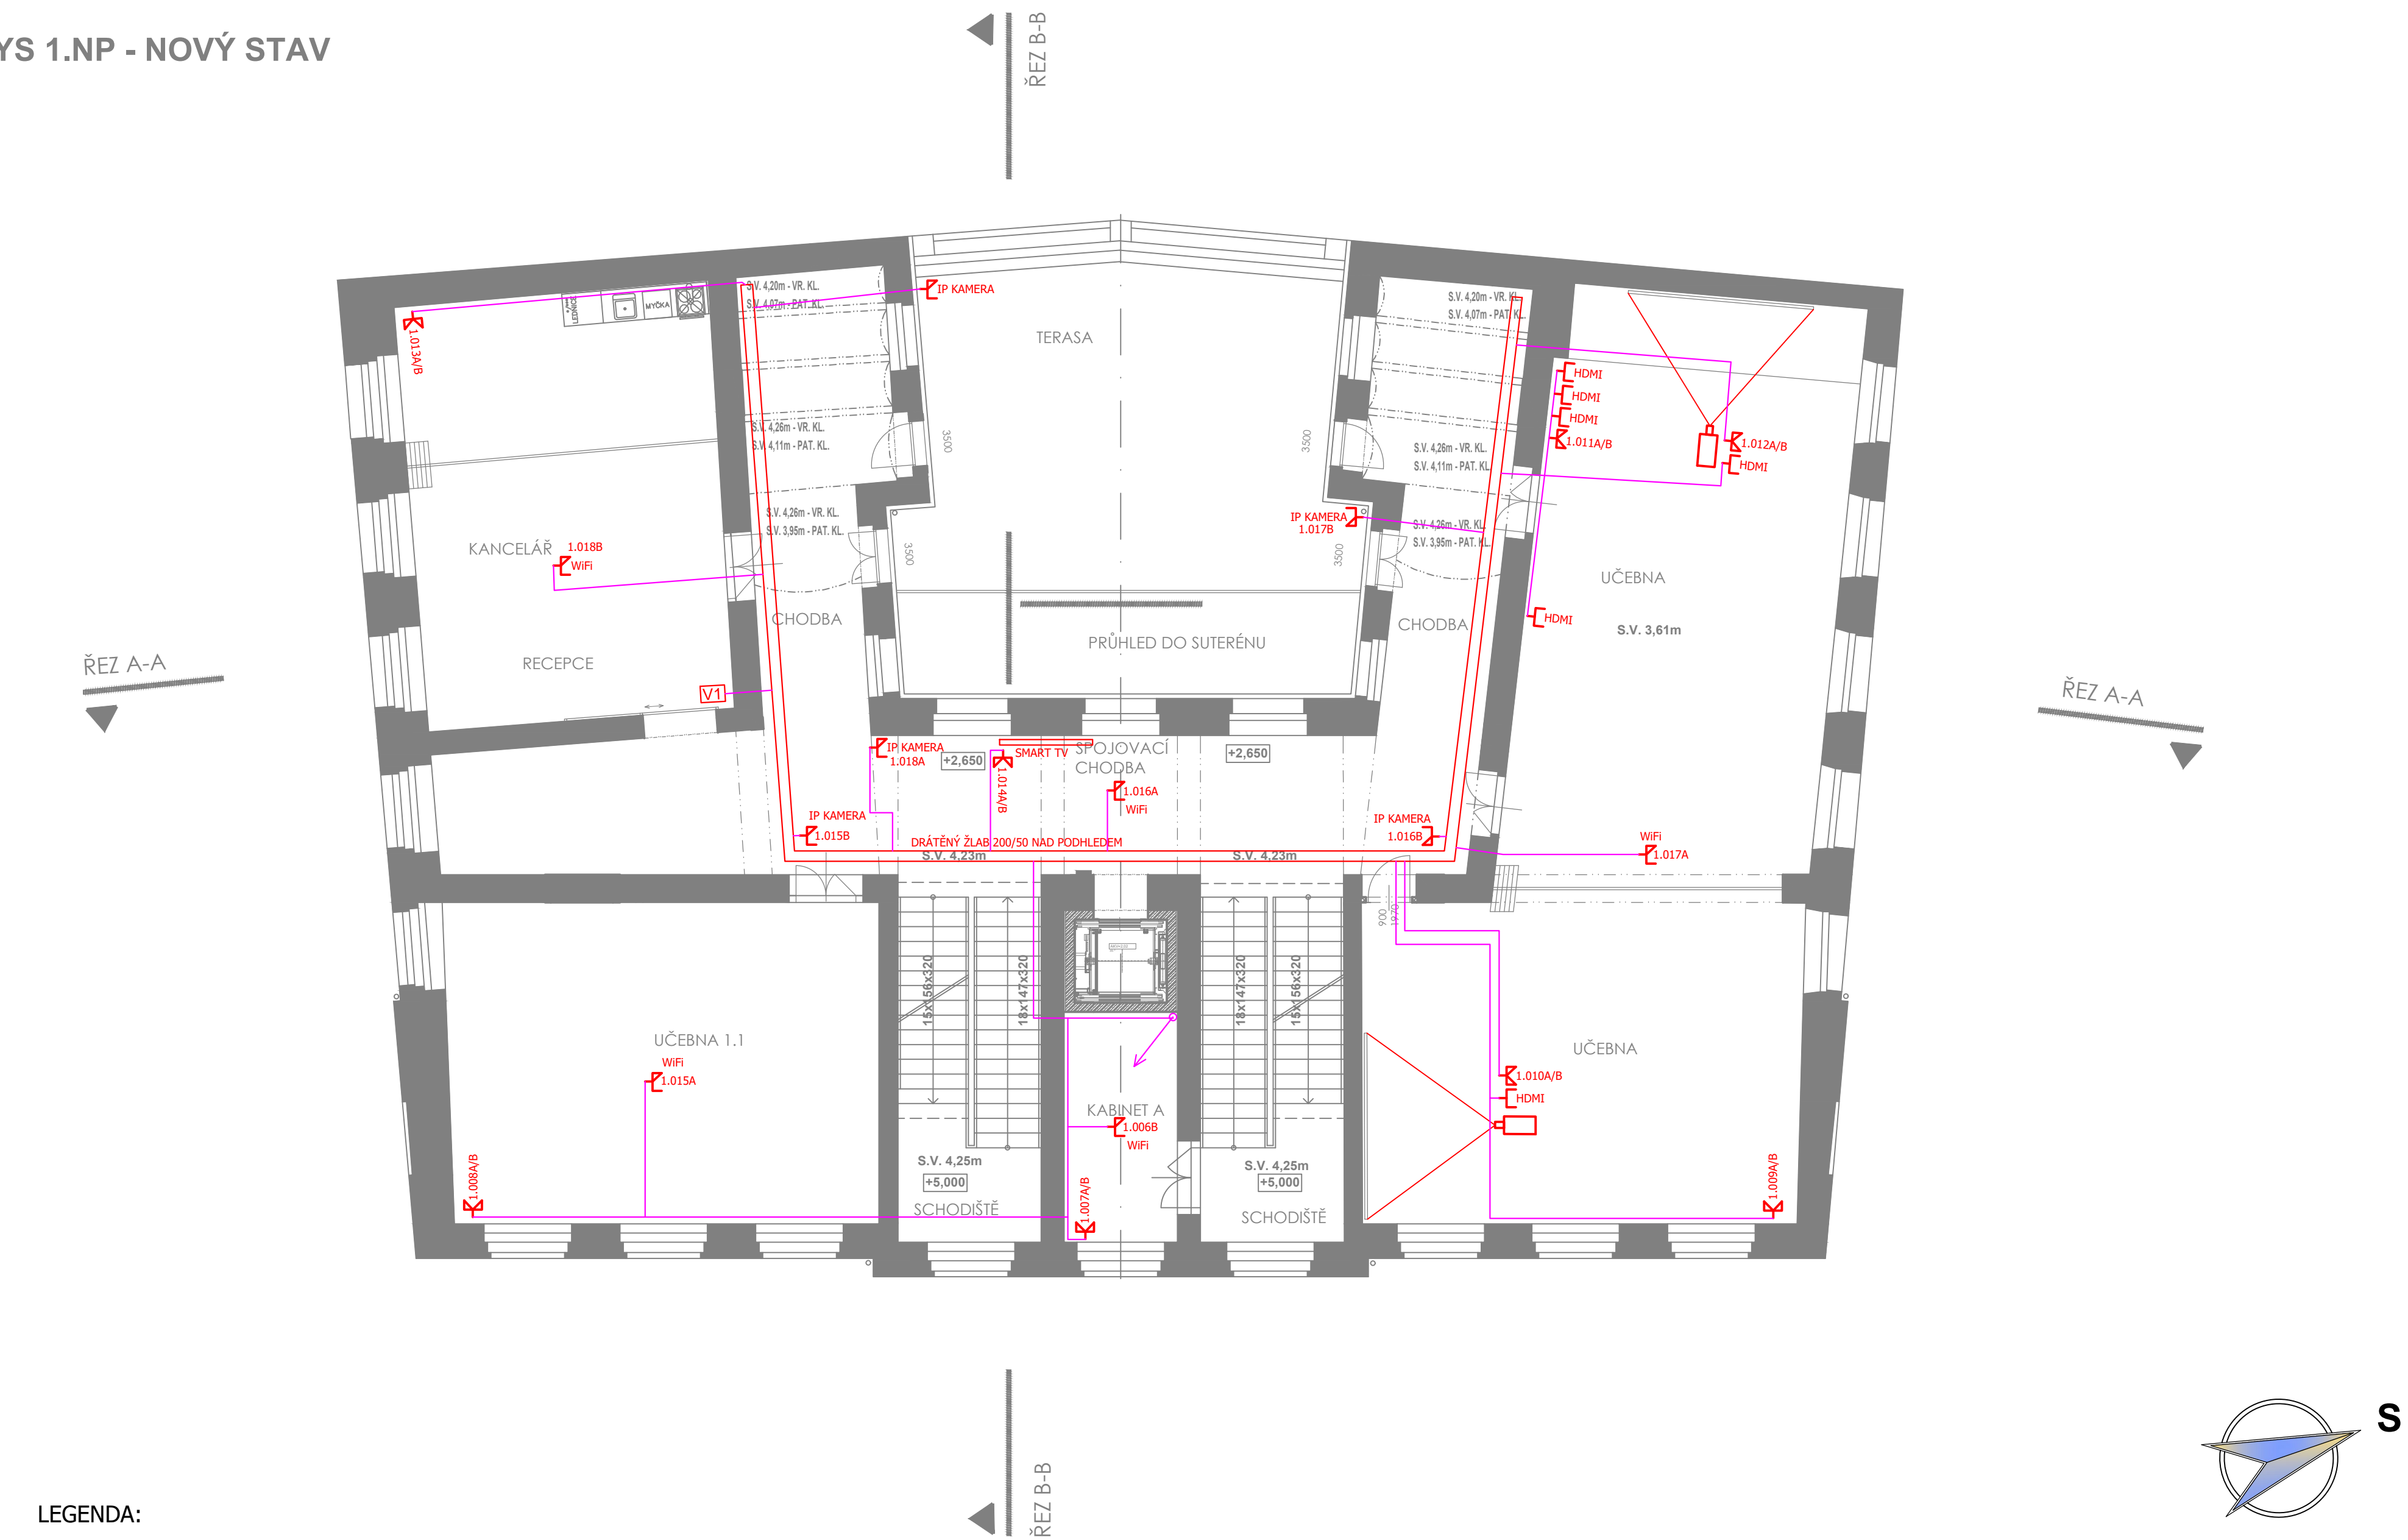 YS 1.NP - NOVÝ STAV
ŘEZ B-B
S.V. 4,20m - VR. KL.
S.V. 4,07m - PAT. KL.
IP KAMERA
LEDNICE
MYČKA
1.013A/B
TERASA
S.V. 4,20m - VR. KL.
S.V. 4,07m - PAT. KL.
HDMI
HDMI
HDMI
1.011A/B
1.012A/B
HDMI
S.V. 4,26m - VR. KL.
S.V. 4,11m - PAT. KL.
3500
3500
S.V. 4,26m - VR. KL.
S.V. 4,11m - PAT. KL.
S.V. 4,26m - VR. KL.
S.V. 3,95m - PAT. KL.
IP KAMERA
1.017B
S.V. 4,26m - VR. KL.
S.V. 3,95m - PAT. KL.
KANCELÁŘ
1.018B
WiFi
3500
3500
UČEBNA
S.V. 3,61m
HDMI
CHODBA
CHODBA
PRŮHLED DO SUTERÉNU
RECEPCE
V1
ŘEZ A-A
ŘEZ A-A
IP KAMERA
1.018A
+2,650
SMART TV
SPOJOVACÍ
CHODBA
+2,650
1.014A/B
1.016A
WiFi
IP KAMERA
1.015B
IP KAMERA
1.016B
DRÁTĚNÝ ŽLAB 200/50 NAD PODHLEDEM
S.V. 4,23m
S.V. 4,23m
WiFi
1.017A
900
1970
15x156x320
18x147x320
18x147x320
15x156x320
UČEBNA 1.1
WiFi
1.015A
UČEBNA
1.010A/B
HDMI
KABINET A
1.006B
WiFi
S.V. 4,25m
+5,000
SCHODIŠTĚ
S.V. 4,25m
+5,000
SCHODIŠTĚ
1.008A/B
1.007A/B
1.009A/B
ŘEZ B-B
S
LEGENDA: